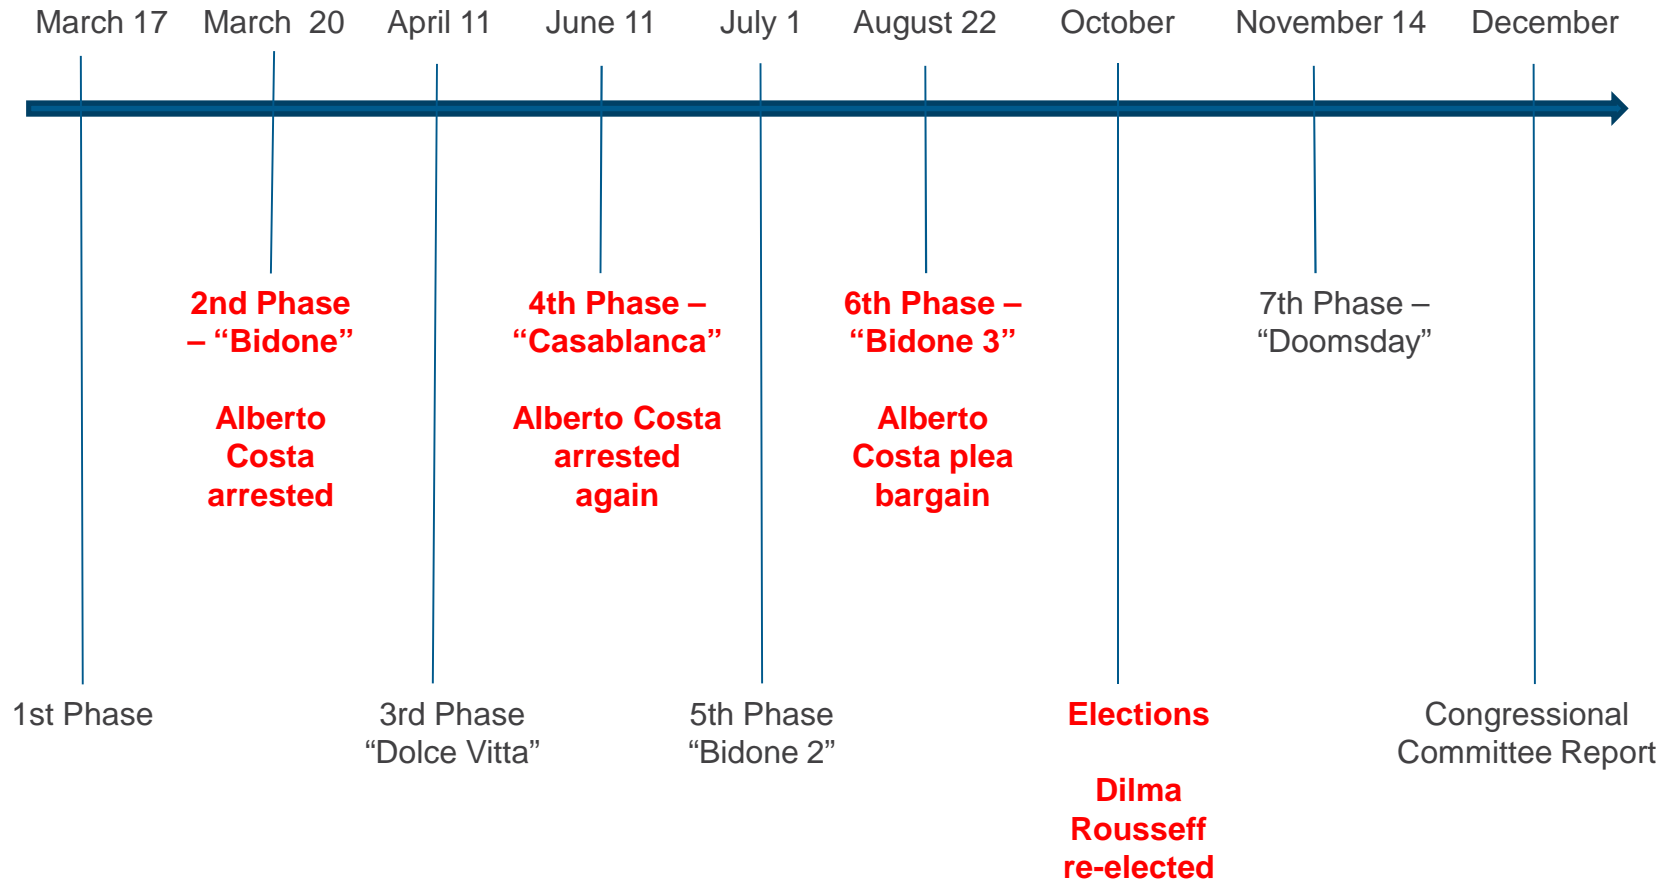 March 17
March 20
April 11
June 11
July 1
August 22
October
November 14
December
2nd Phase
– “Bidone”
Alberto
Costa
arrested
4th Phase –
“Casablanca”
Alberto Costa
arrested
again
6th Phase –
“Bidone 3”
Alberto
Costa plea
bargain
7th Phase –
“Doomsday”
1st Phase
3rd Phase
“Dolce Vitta”
5th Phase
“Bidone 2”
Elections
Dilma
Rousseff
re-elected
Congressional
Committee Report